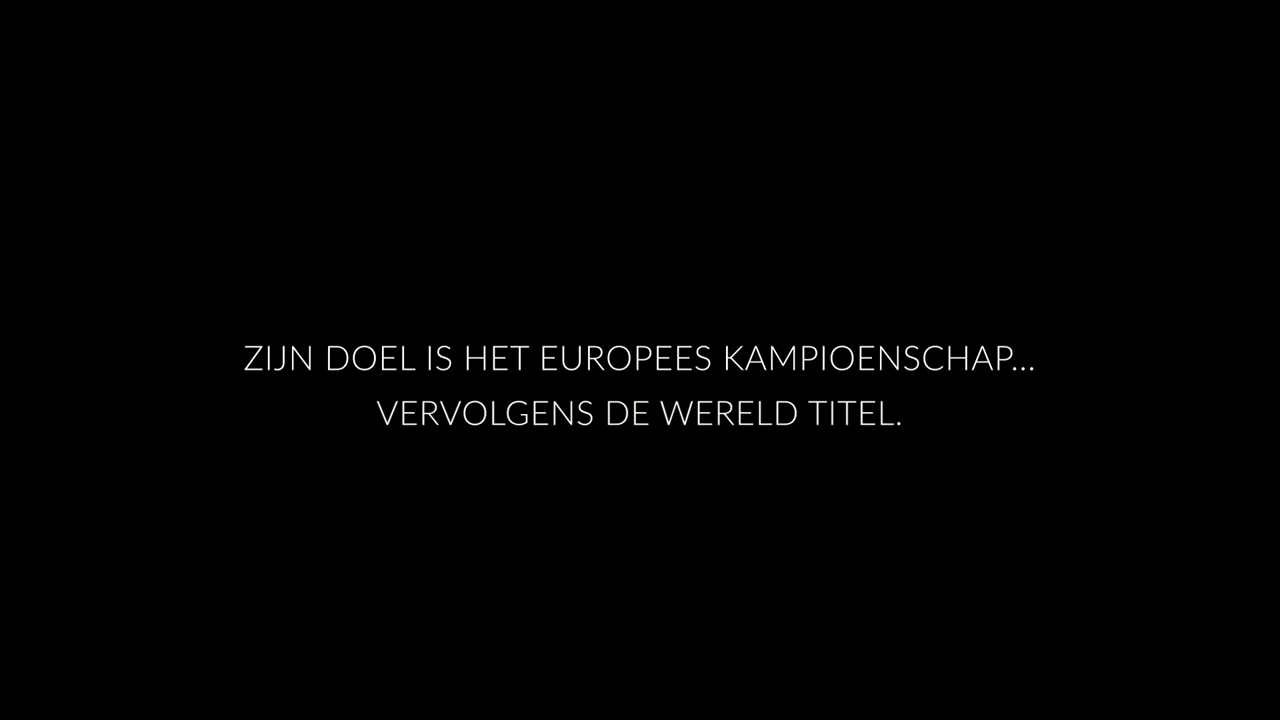 ZIJN DOEL IS HET EUROPEES KAMPIOENSCHAP...
VERVOLGENS DE WERELD TITEL.